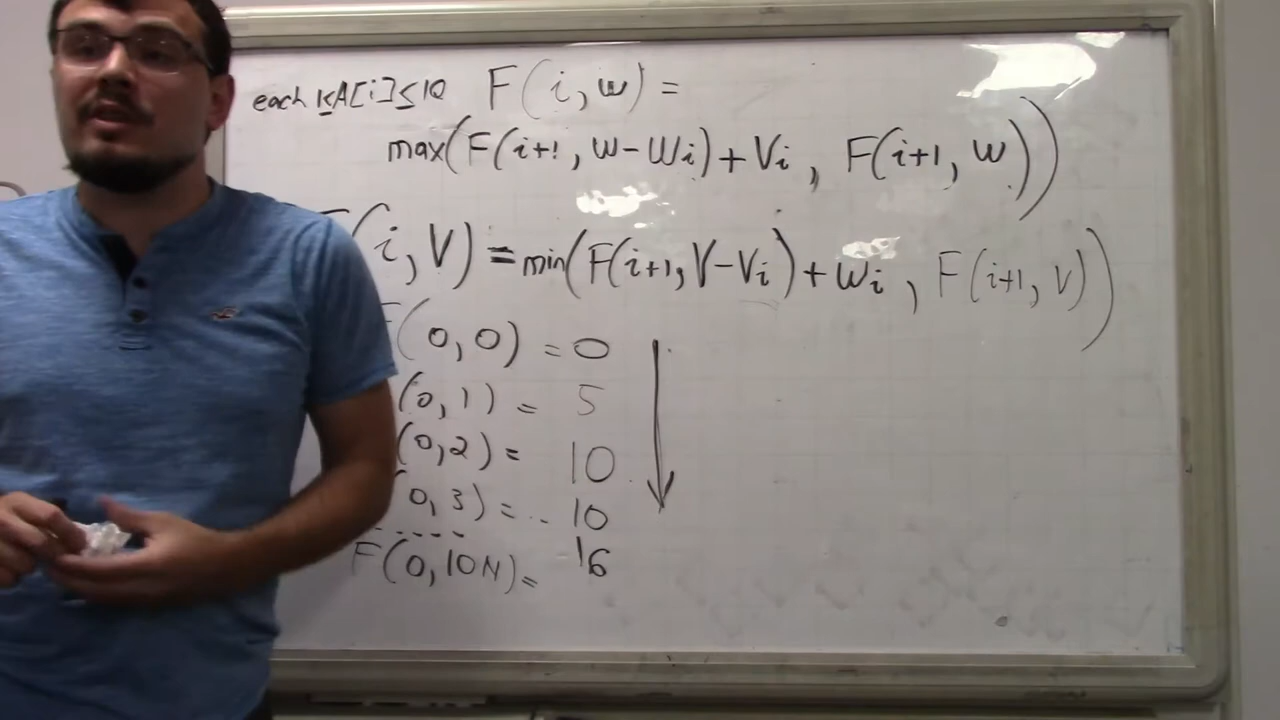 each 1≤A[i]≤10 F(i, w) =
max(F(i+1, w-wi)+Vi, F(i+1, w))
(i, V) = min(F(i+1, V-Vi)+wi, F(i+1, V))
F(0,0) = 0
(0,1) = 5
(0,2) = 10
(0,3) = .. 10
F(0,10N) = 16